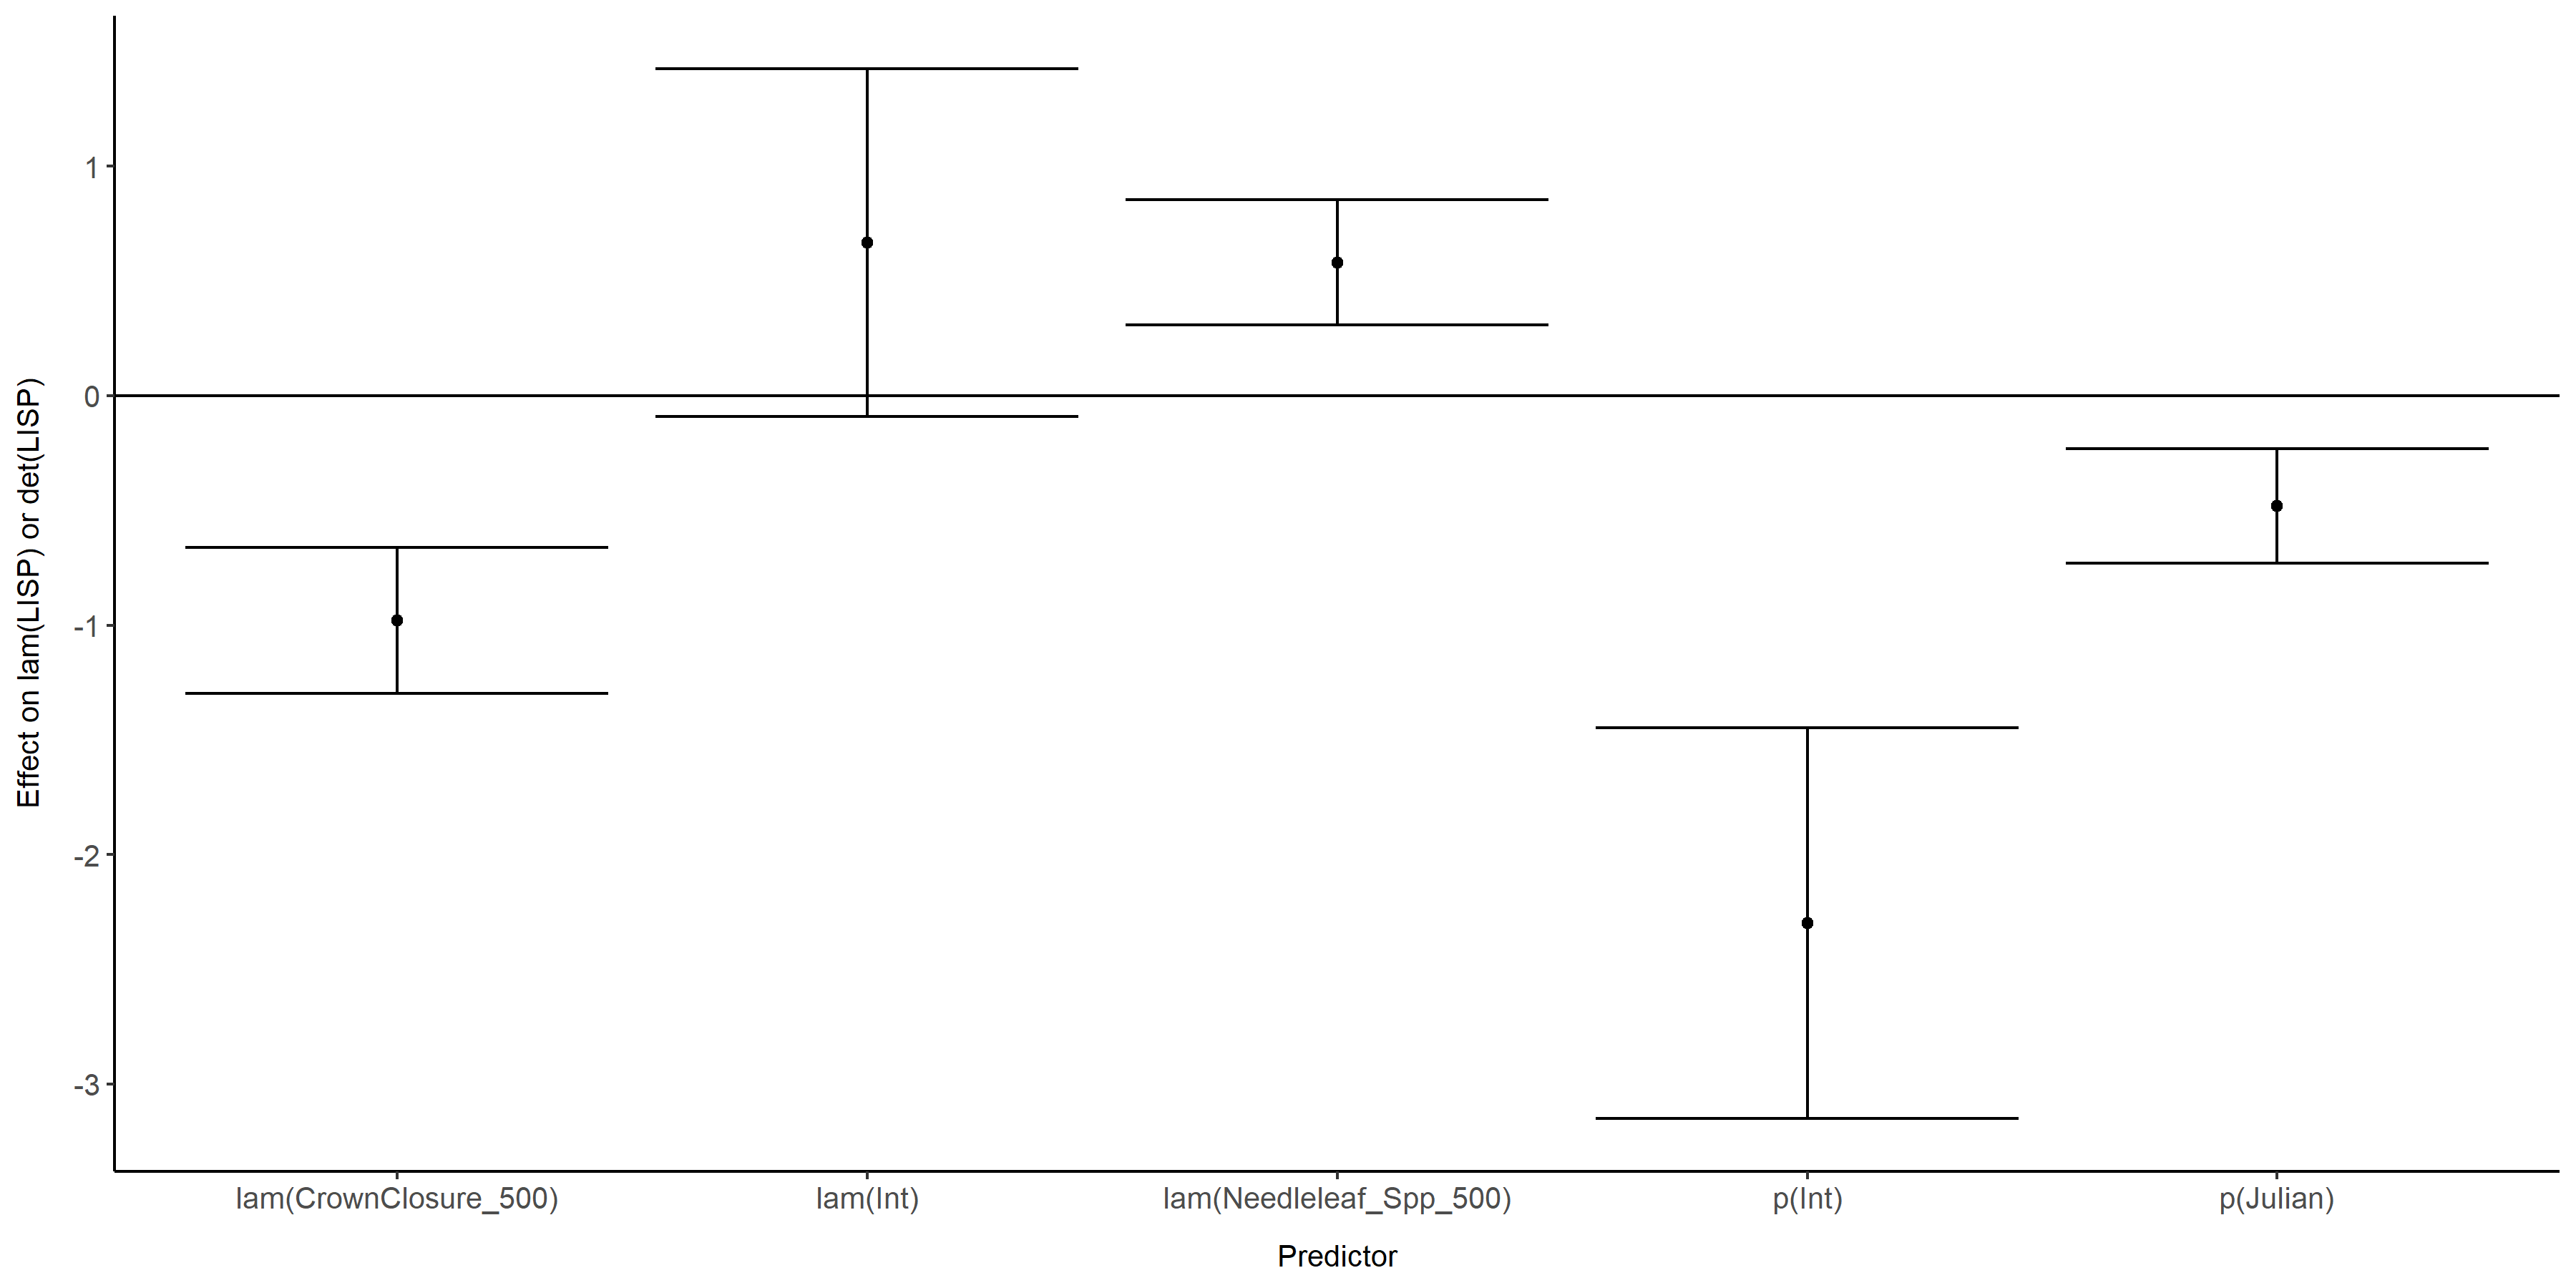 Effect on lam(LISP) or det(LISP)
1
0
-1
-2
-3
lam(CrownClosure_500) lam(Int) lam(Needleleaf_Spp_500) p(Int) p(Julian)
Predictor